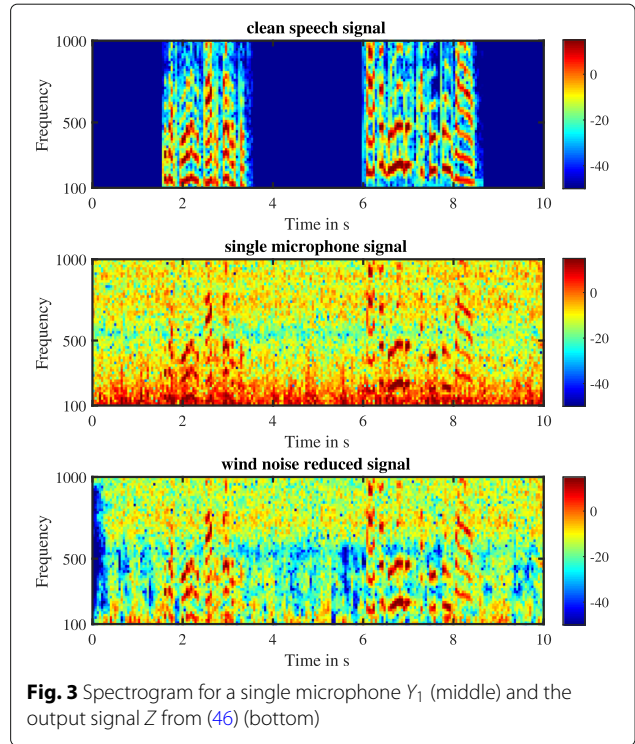 clean speech signal
1000
500
100
Frequency
0 2 4 6 8 10
Time in s
0
-20
-40
single microphone signal
1000
500
100
Frequency
0 2 4 6 8 10
Time in s
0
-20
-40
wind noise reduced signal
1000
500
100
Frequency
0 2 4 6 8 10
Time in s
0
-20
-40
Fig. 3 Spectrogram for a single microphone Y₁ (middle) and the
output signal Z from (46) (bottom)